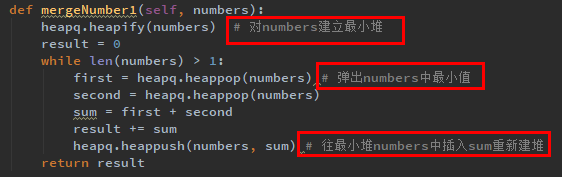 def mergeNumber1(self, numbers):
    heapq.heapify(numbers)  # 对numbers建立最小堆
    result = 0
    while len(numbers) > 1:
        first = heapq.heappop(numbers) # 弹出numbers中最小值
        second = heapq.heappop(numbers)
        sum = first + second
        result += sum
        heapq.heappush(numbers, sum) # 往最小堆numbers中插入sum重新建堆
    return result